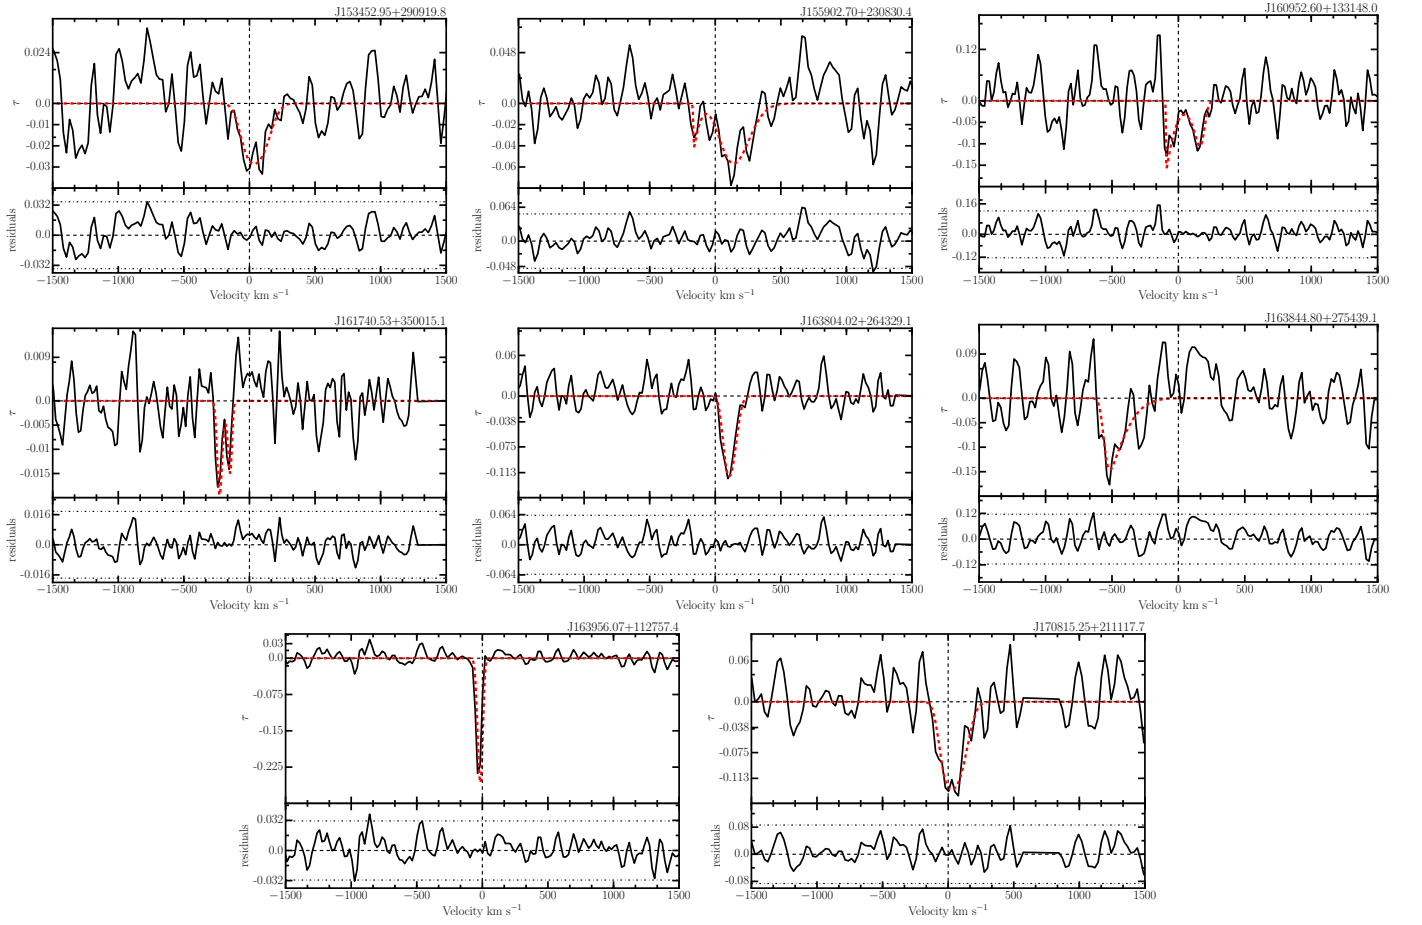 J153452.95+290919.8
0.024
0.0
-0.01
-0.02
-0.03
τ
0.032
0.0
-0.032
residuals
−1500 −1000 −500 0 500 1000 1500
Velocity km s−1
J155902.70+230830.4
0.048
0.0
-0.02
-0.04
-0.06
τ
0.064
0.0
-0.048
residuals
−1500 −1000 −500 0 500 1000 1500
Velocity km s−1
J160952.60+133148.0
0.12
0.0
-0.05
-0.1
-0.15
τ
0.16
0.0
-0.12
residuals
−1500 −1000 −500 0 500 1000 1500
Velocity km s−1
J161740.53+350015.1
0.009
0.0
-0.005
-0.01
-0.015
τ
0.016
0.0
-0.016
residuals
−1500 −1000 −500 0 500 1000 1500
Velocity km s−1
J163804.02+264329.1
0.06
0.0
-0.038
-0.075
-0.113
τ
0.064
0.0
-0.064
residuals
−1500 −1000 −500 0 500 1000 1500
Velocity km s−1
J163844.80+275439.1
0.09
0.0
-0.05
-0.1
-0.15
τ
0.12
0.0
-0.12
residuals
−1500 −1000 −500 0 500 1000 1500
Velocity km s−1
J163956.07+112757.4
0.03
0.0
-0.075
-0.15
-0.225
τ
0.032
0.0
-0.032
residuals
−1500 −1000 −500 0 500 1000 1500
Velocity km s−1
J170815.25+211117.7
0.06
0.0
-0.038
-0.075
-0.113
τ
0.08
0.0
-0.08
residuals
−1500 −1000 −500 0 500 1000 1500
Velocity km s−1